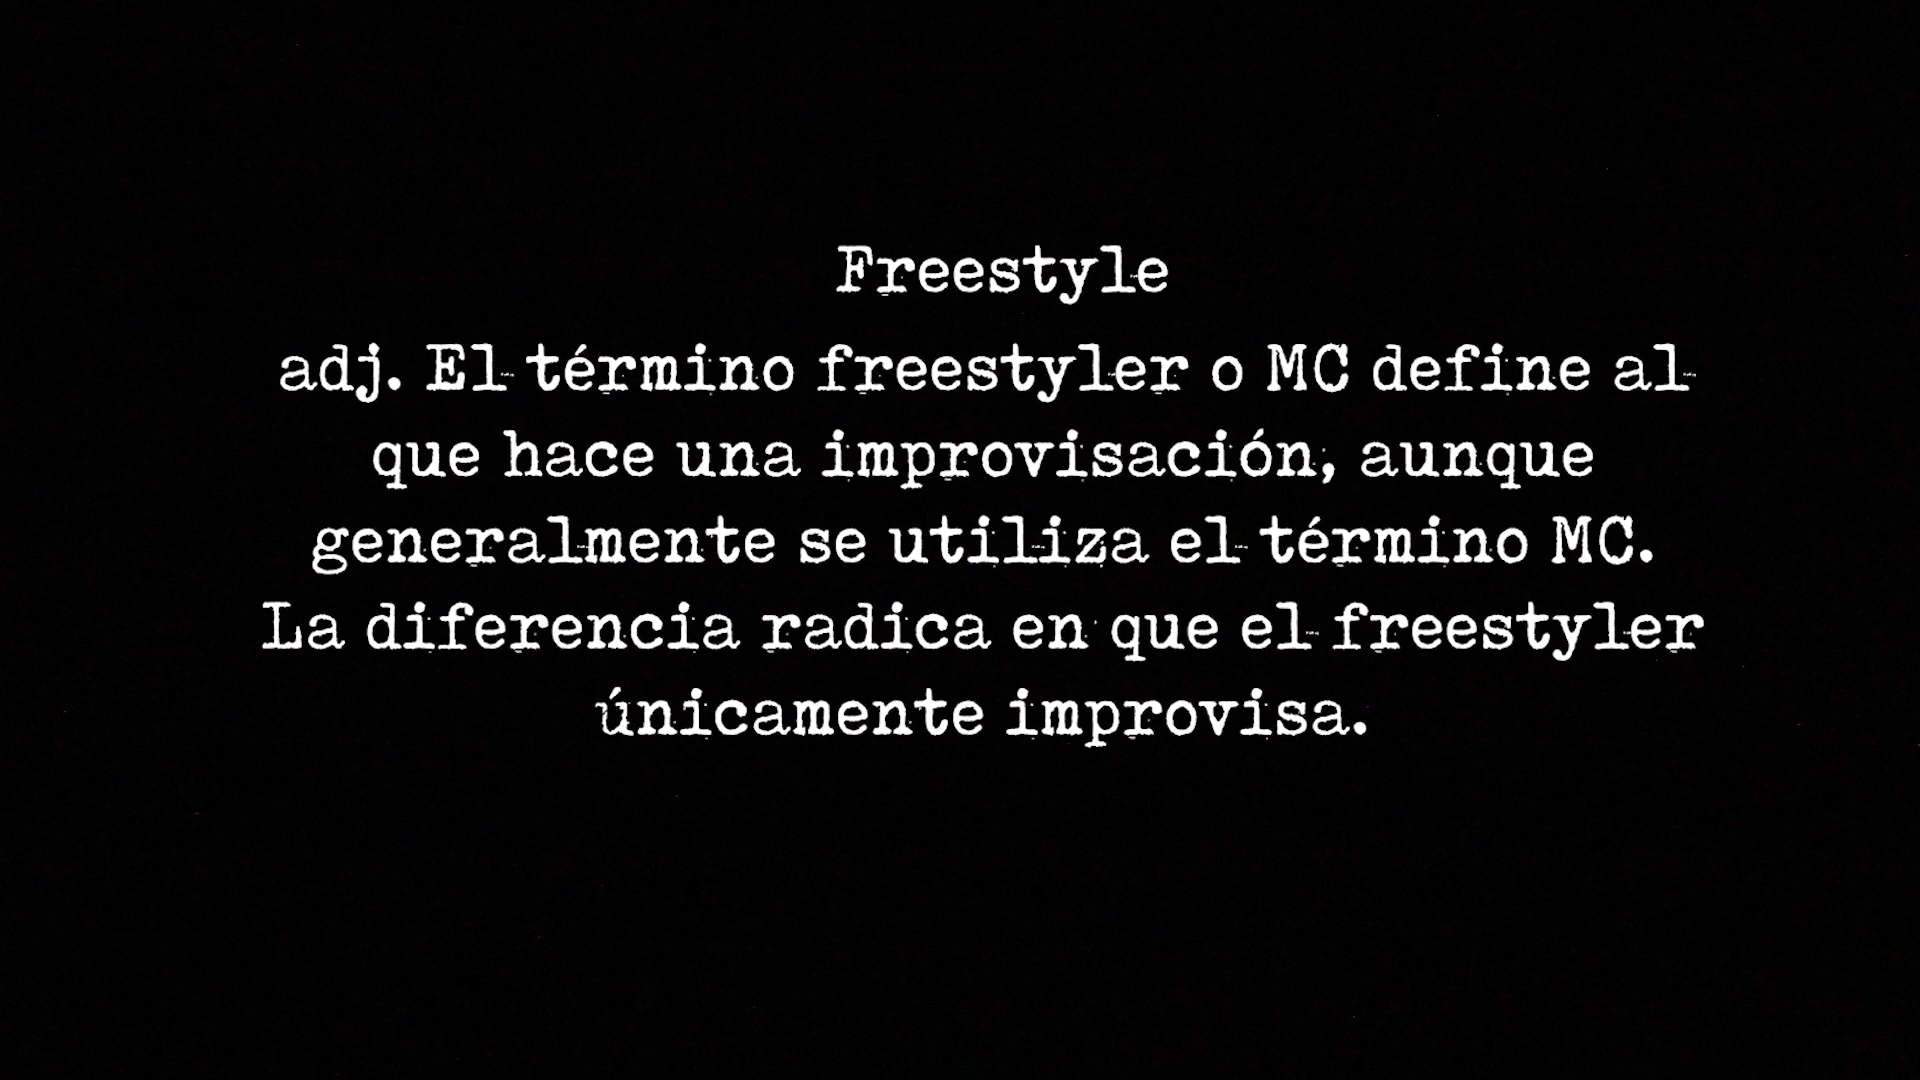 Freestyle
adj. El término freestyler o MC define al
que hace una improvisación, aunque
generalmente se utiliza el término MC.
La diferencia radica en que el freestyler
únicamente improvisa.